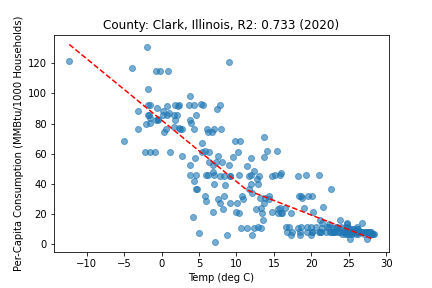 County: Clark, Illinois, R2: 0.733 (2020)
Per-Capita Consumption (MMBtu/1000 Households)
120
100
80
60
40
20
0
−10 −5 0 5 10 15 20 25 30
Temp (deg C)